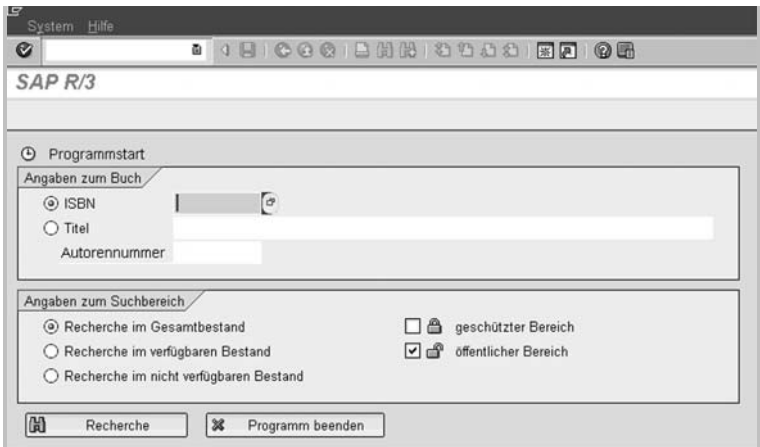 System Hilfe
SAP R/3
Programmstart
Angaben zum Buch
ISBN
Titel
Autorennummer
Angaben zum Suchbereich
Recherche im Gesamtbestand geschützter Bereich
Recherche im verfügbaren Bestand öffentlicher Bereich
Recherche im nicht verfügbaren Bestand
Recherche Programm beenden